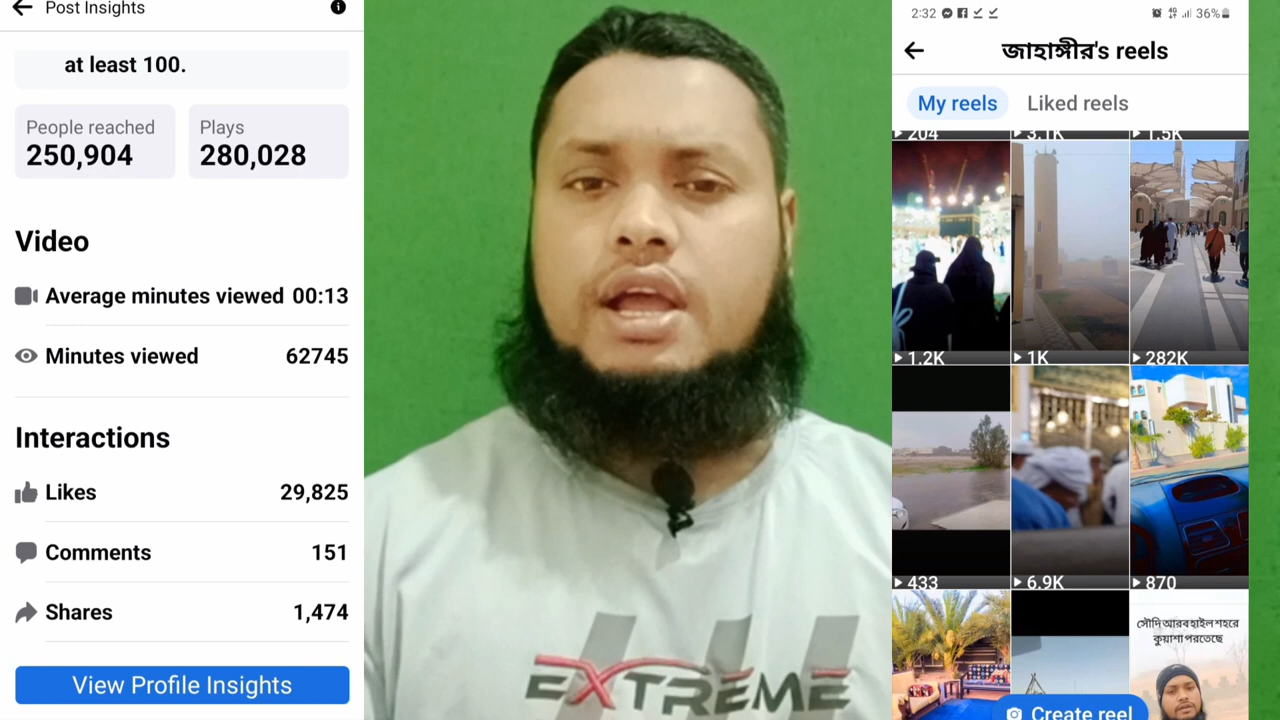 Post Insights
at least 100.
People reached
250,904
Plays
280,028
Video
Average minutes viewed 00:13
Minutes viewed 62745
Interactions
Likes 29,825
Comments 151
Shares 1,474
View Profile Insights
EXTREME
2:32
4G
36%
জাহাঙ্গীর's reels
My reels
Liked reels
204
3.1K
1.5K
1.2K
1K
282K
433
6.9K
870
সৌদি আরব হাইল শহরে
কুয়াশা পরতেছে
Create reel